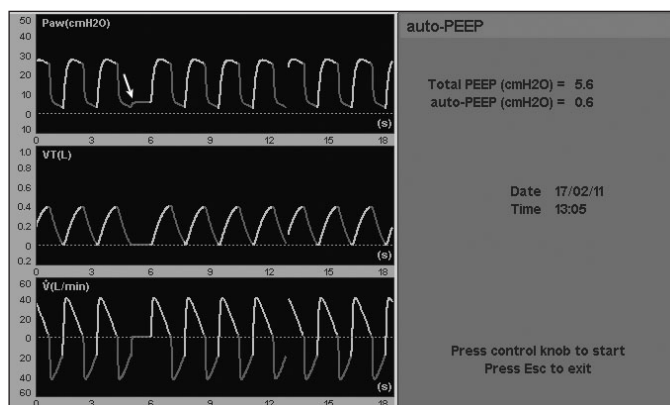 Paw(cmH2O)
50
40
30
20
10
0
10
(s)
0 3 6 9 12 15 18
VT(L)
1.0
0.8
0.6
0.4
0.2
0
0.2
(s)
0 3 6 9 12 15 18
V̇(L/min)
60
40
20
0
20
40
60
(s)
0 3 6 9 12 15 18
auto-PEEP
Total PEEP (cmH2O) = 5.6
auto-PEEP (cmH2O) = 0.6
Date 17/02/11
Time 13:05
Press control knob to start
Press Esc to exit